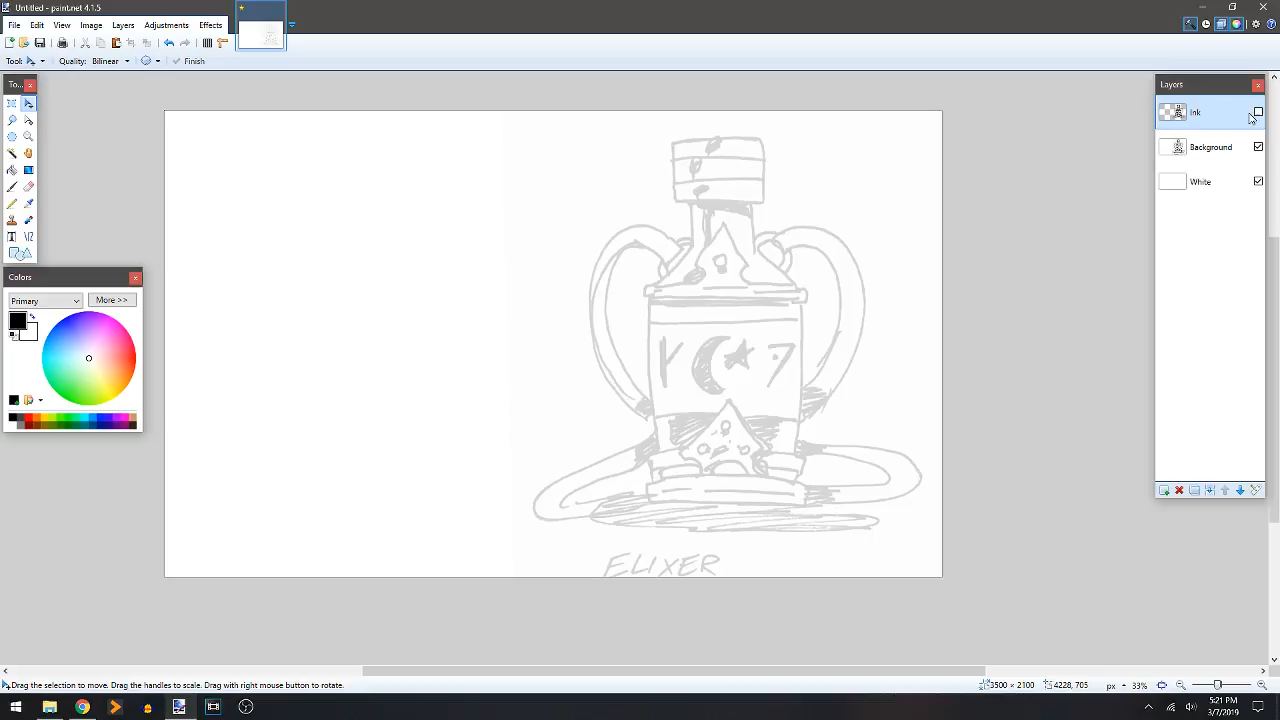 Untitled - paint.net 4.1.5
File Edit View Image Layers Adjustments Effects
Tool: Quality: Bilinear Finish
To...
Layers
Ink
Background
White
Colors
Primary
More >>
ELIXER
Drag the selection to move. Drag the handles to scale. Drag with right mouse button to rotate.
3500 × 2100
4228, 705
px
33%
5:21 PM
3/7/2019